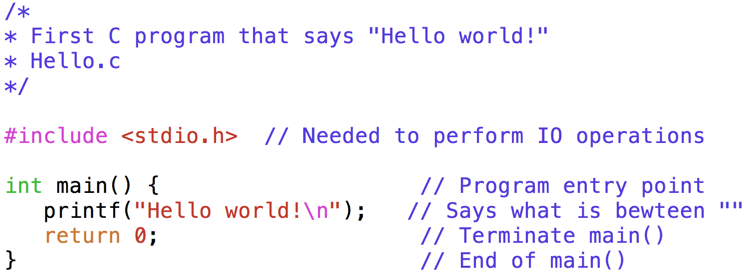 /*
* First C program that says "Hello world!"
* Hello.c
*/
#include <stdio.h>  // Needed to perform IO operations
int main() {                    // Program entry point
   printf("Hello world!\n");   // Says what is bewteen ""
   return 0;                    // Terminate main()
}                               // End of main()